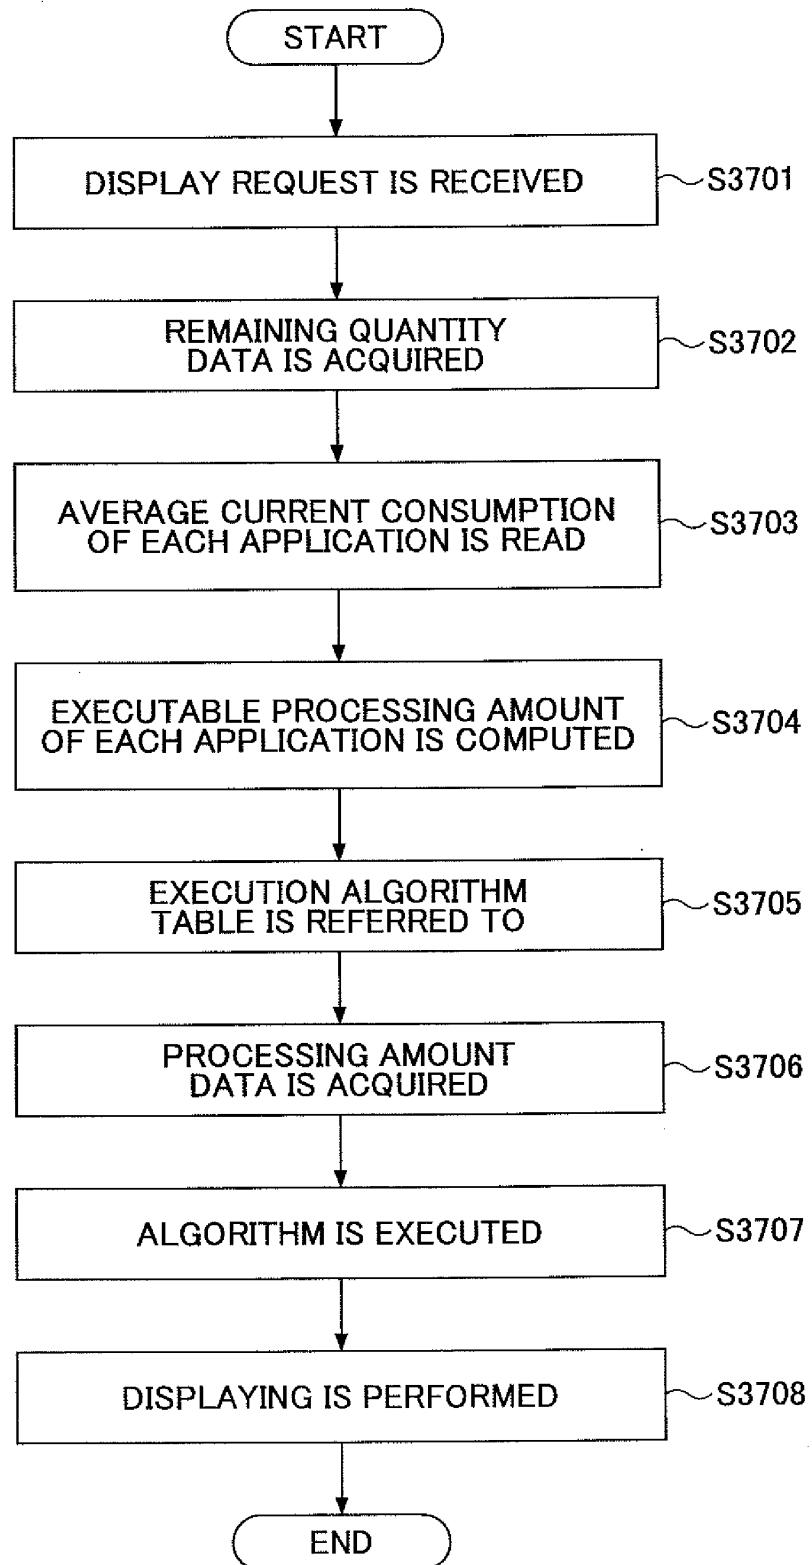 START
DISPLAY REQUEST IS RECEIVED
S3701
REMAINING QUANTITY
DATA IS ACQUIRED
S3702
AVERAGE CURRENT CONSUMPTION
OF EACH APPLICATION IS READ
S3703
EXECUTABLE PROCESSING AMOUNT
OF EACH APPLICATION IS COMPUTED
S3704
EXECUTION ALGORITHM
TABLE IS REFERRED TO
S3705
PROCESSING AMOUNT
DATA IS ACQUIRED
S3706
ALGORITHM IS EXECUTED
S3707
DISPLAYING IS PERFORMED
S3708
END